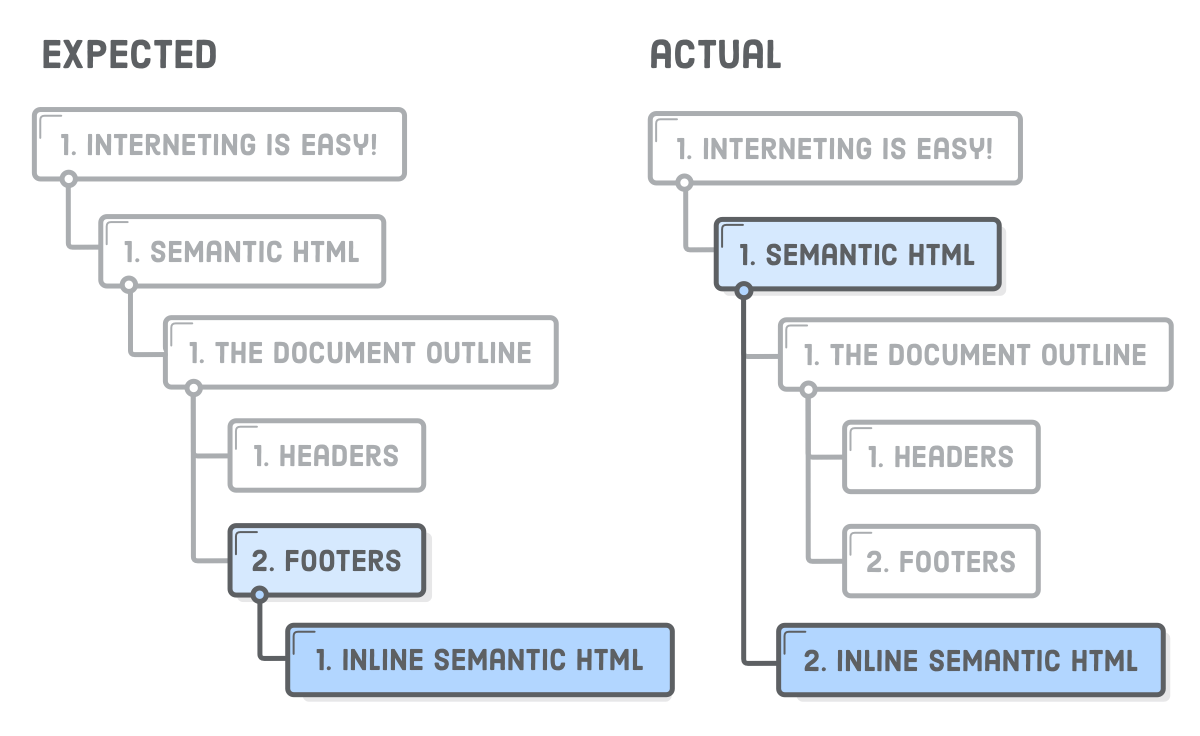 EXPECTED
1. INTERNETING IS EASY!
1. SEMANTIC HTML
1. THE DOCUMENT OUTLINE
1. HEADERS
2. FOOTERS
1. INLINE SEMANTIC HTML
ACTUAL
1. INTERNETING IS EASY!
1. SEMANTIC HTML
1. THE DOCUMENT OUTLINE
1. HEADERS
2. FOOTERS
2. INLINE SEMANTIC HTML